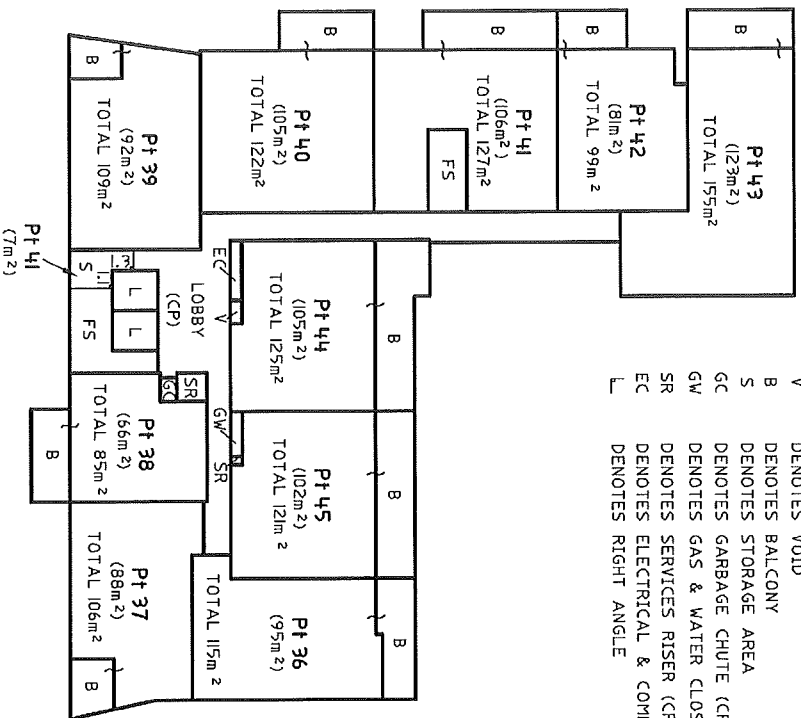 V DENOTES VOID
B DENOTES BALCONY
S DENOTES STORAGE AREA
GC DENOTES GARBAGE CHUTE (CP
GW DENOTES GAS & WATER CLOS
SR DENOTES SERVICES RISER (CP
EC DENOTES ELECTRICAL & COM
∟ DENOTES RIGHT ANGLE
B
Pt 43
(123m²)
TOTAL 155m²
B
Pt 42
(81m²)
TOTAL 99m²
B
Pt 41
(106m²)
TOTAL 127m²
FS
B
Pt 40
(105m²)
TOTAL 122m²
B
Pt 39
(92m²)
TOTAL 109m²
B
Pt 44
(105m²)
TOTAL 125m²
EC
V
B
Pt 45
(102m²)
TOTAL 121m²
GW
SR
B
Pt 36
(95m²)
TOTAL 115m²
LOBBY
(CP)
1.3
1.1
S
L
L
FS
Pt 41
(7m²)
SR
GC
Pt 38
(66m²)
TOTAL 85m²
B
Pt 37
(88m²)
TOTAL 106m²
B